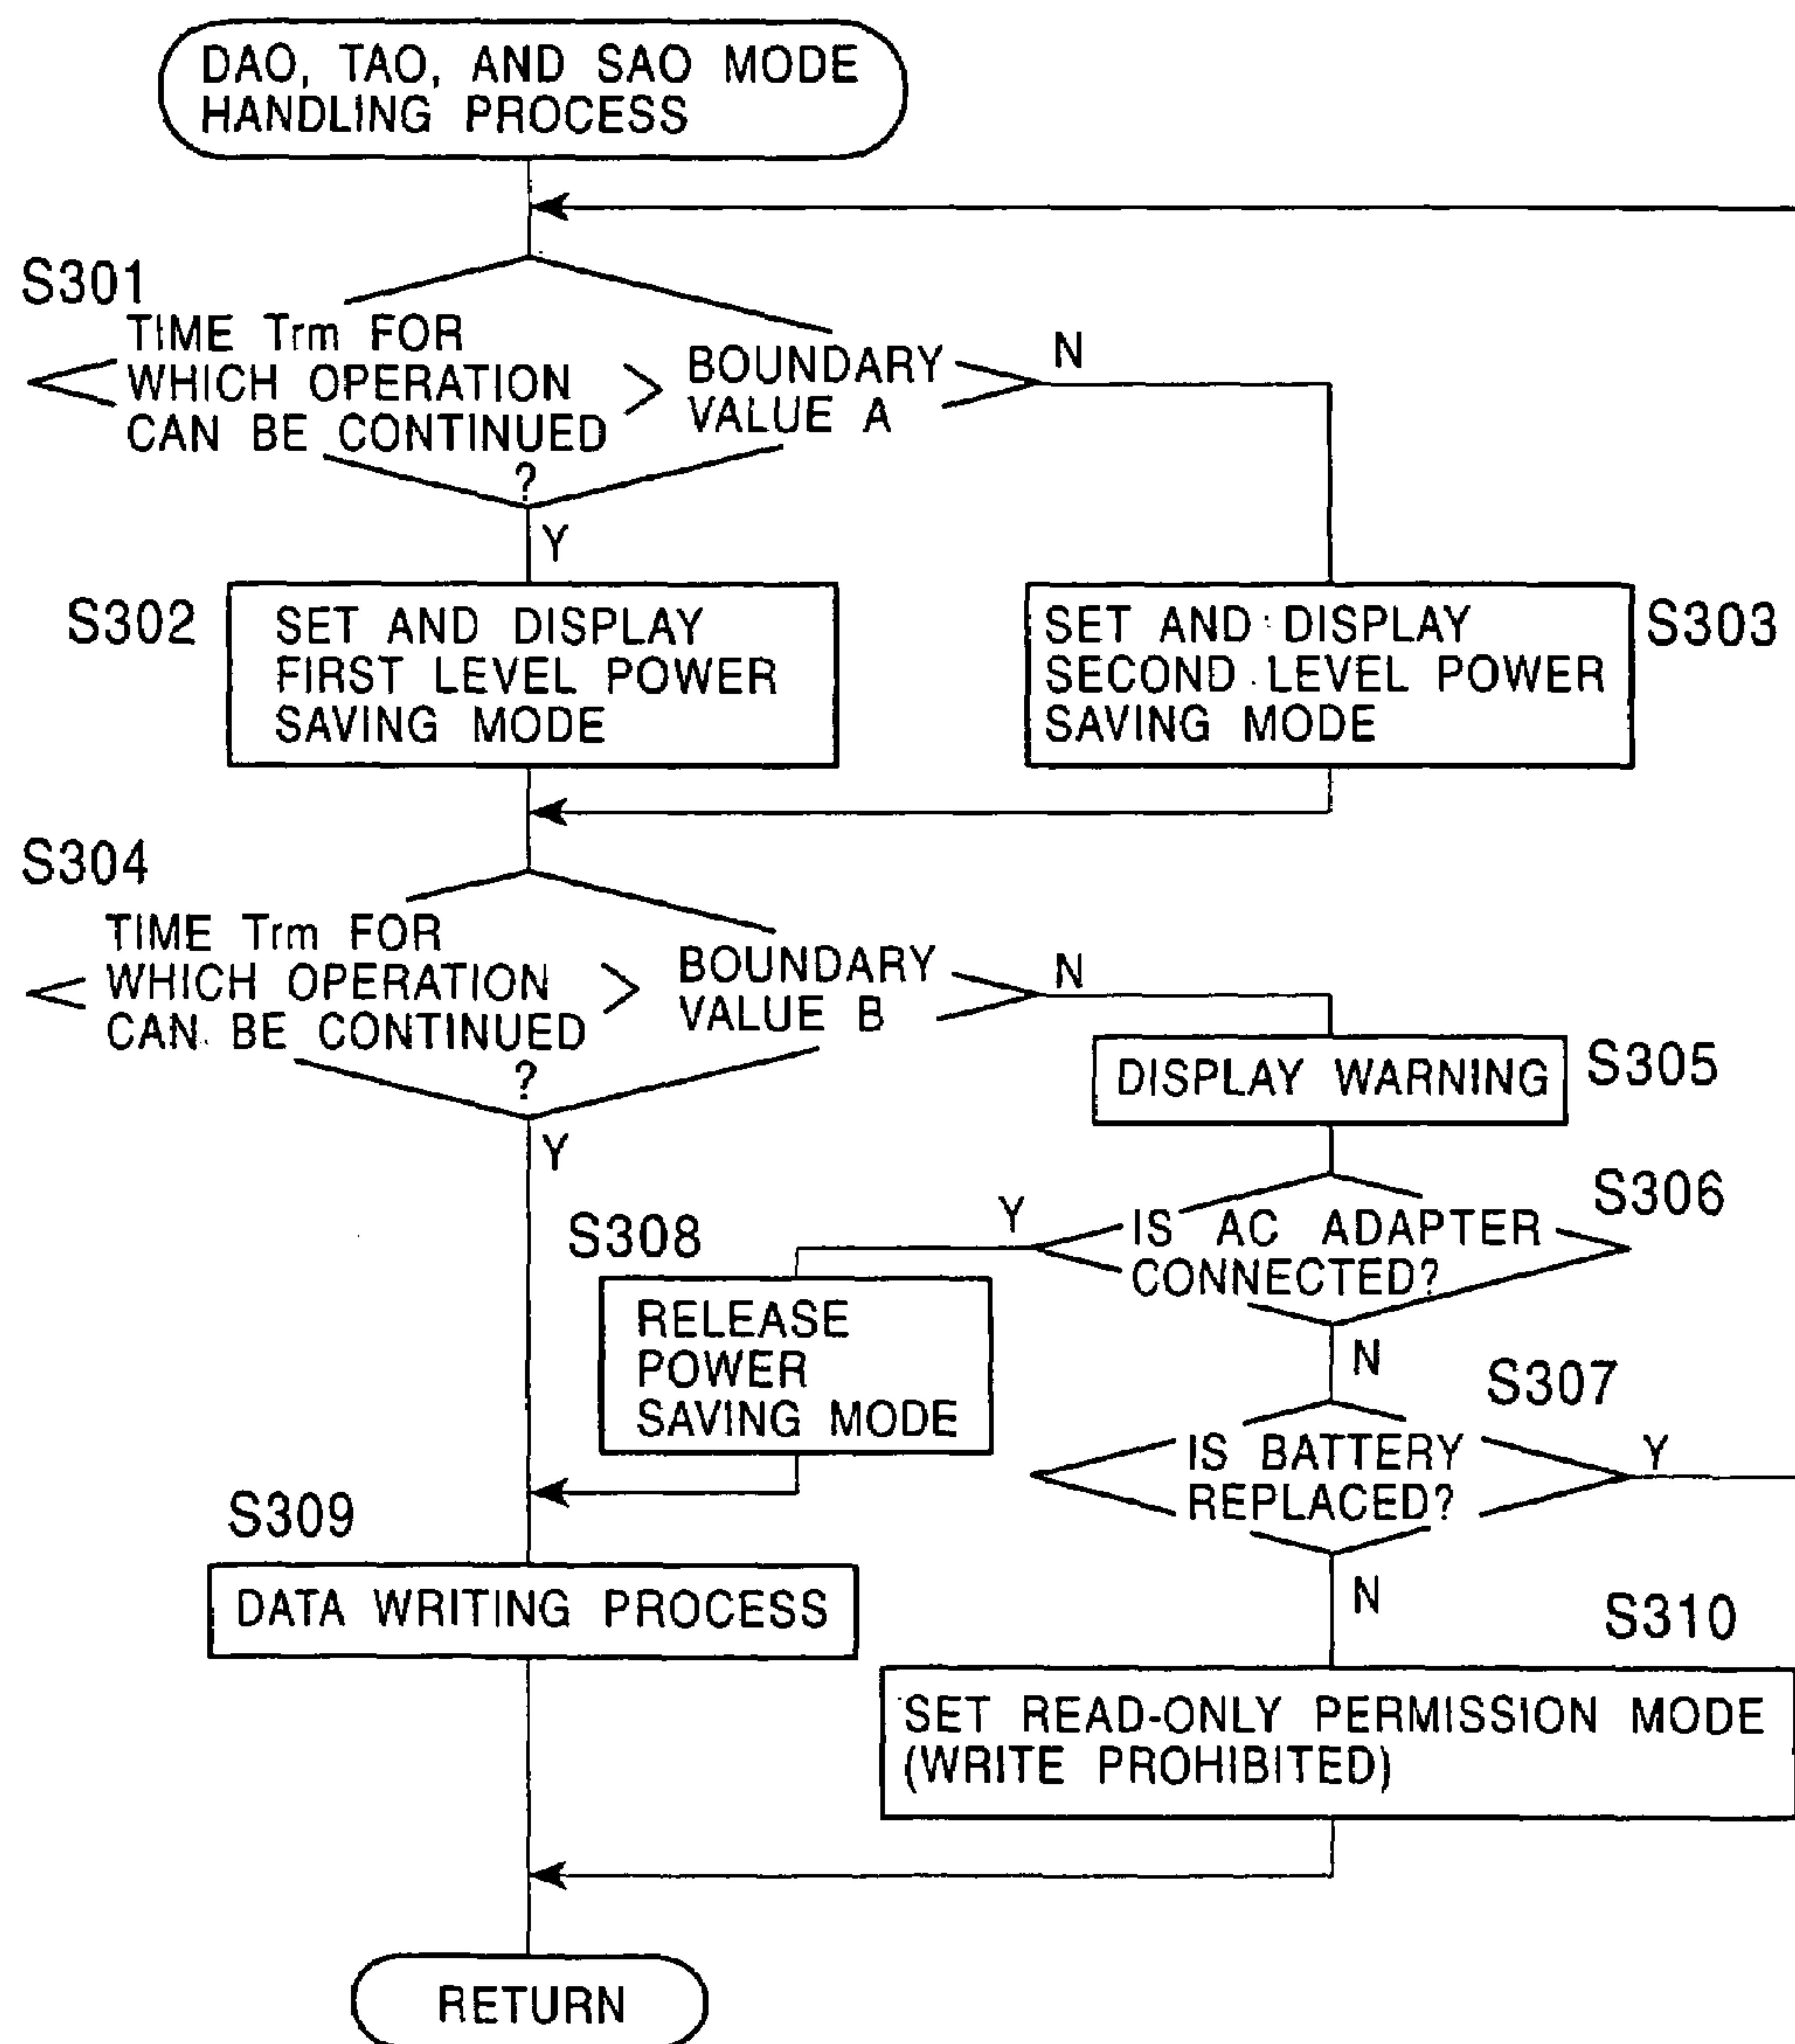 DAO, TAO, AND SAO MODE
HANDLING PROCESS
S301
TIME Trm FOR
WHICH OPERATION
CAN BE CONTINUED
>
BOUNDARY
VALUE A
?
N
Y
S302
SET AND DISPLAY
FIRST LEVEL POWER
SAVING MODE
SET AND DISPLAY
SECOND LEVEL POWER
SAVING MODE
S303
S304
TIME Trm FOR
WHICH OPERATION
CAN BE CONTINUED
>
BOUNDARY
VALUE B
?
N
Y
DISPLAY WARNING
S305
S306
IS AC ADAPTER
CONNECTED?
Y
N
S308
RELEASE
POWER
SAVING MODE
S307
IS BATTERY
REPLACED?
Y
N
S309
DATA WRITING PROCESS
S310
SET READ-ONLY PERMISSION MODE
(WRITE PROHIBITED)
RETURN